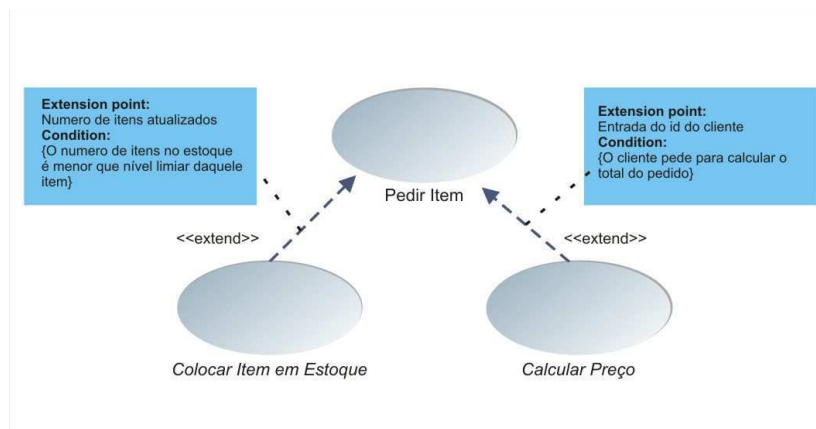 Extension point:
Numero de itens atualizados
Condition:
{O numero de itens no estoque
é menor que nível limiar daquele
item}
Extension point:
Entrada do id do cliente
Condition:
{O cliente pede para calcular o
total do pedido}
Pedir Item
<<extend>>
<<extend>>
Colocar Item em Estoque
Calcular Preço